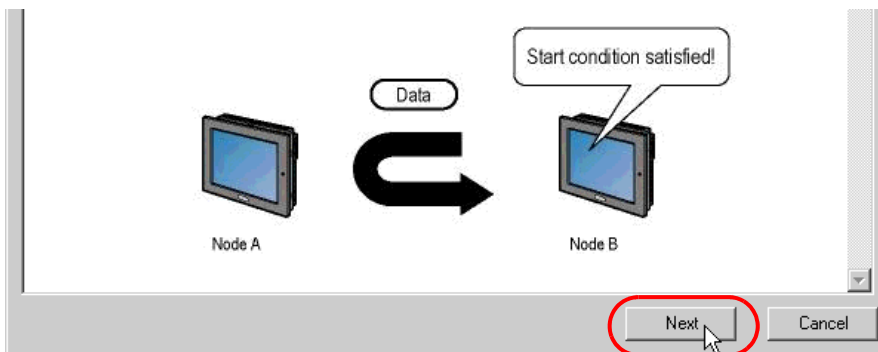 Start condition satisfied!
Data
Node A
Node B
Next
Cancel